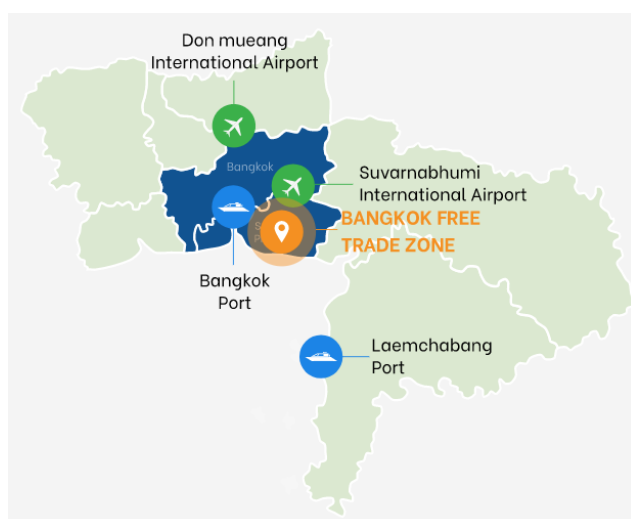 Don mueang
International Airport
Bangkok
Suvarnabhumi
International Airport
BANGKOK FREE
TRADE ZONE
Bangkok
Port
Laemchabang
Port